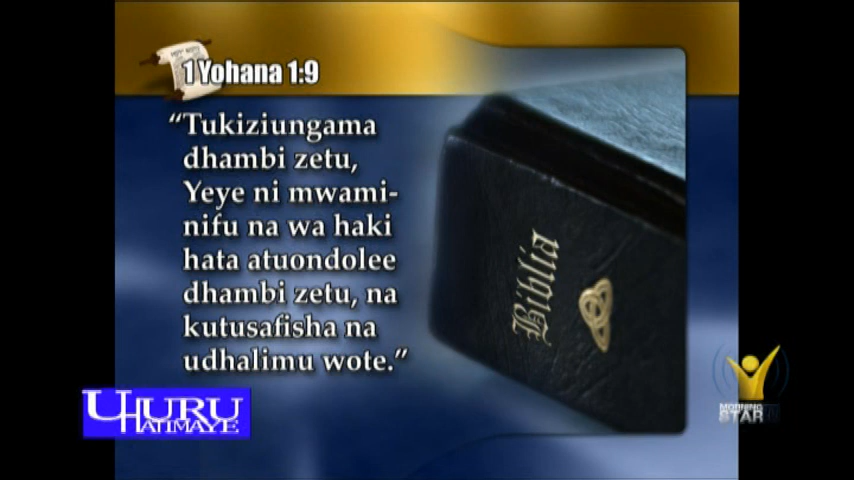 1 Yohana 1:9
“Tukiziungama
dhambi zetu,
Yeye ni mwami-
nifu na wa haki
hata atuondolee
dhambi zetu, na
kutusafisha na
udhalimu wote.”
Biblia
UHURU
HATIMAYE
MORNING
STAR